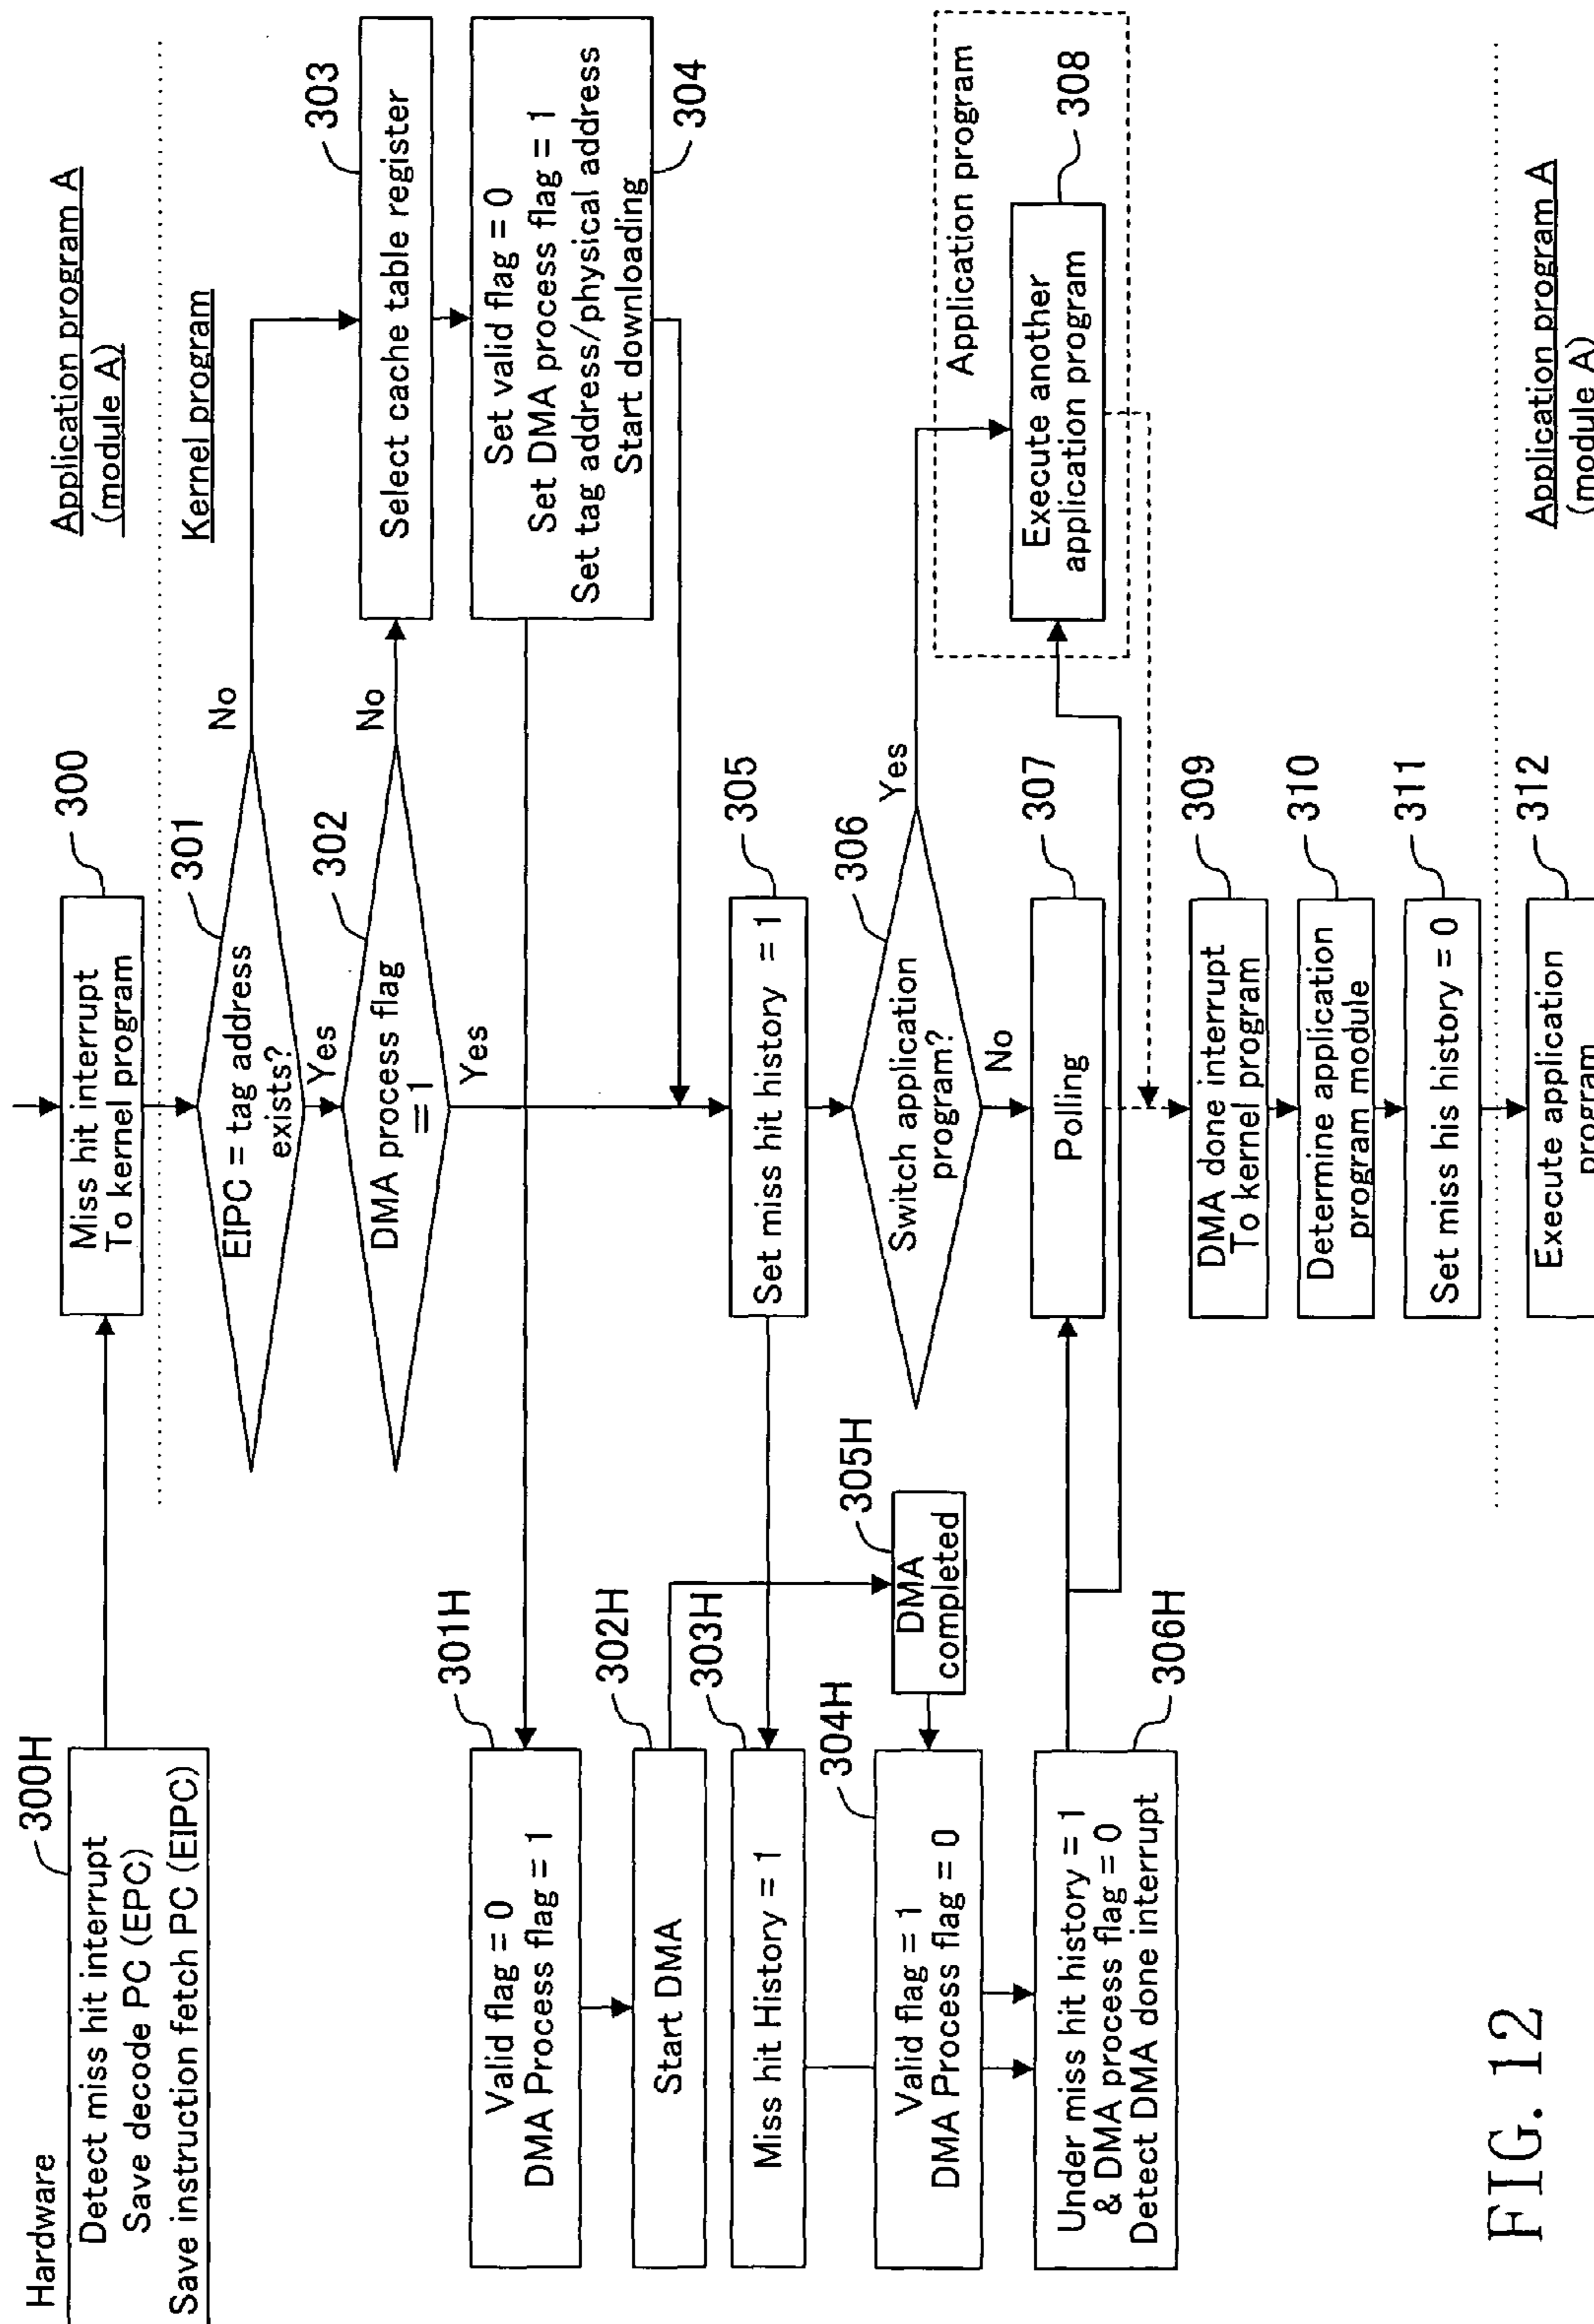 Hardware
300H
Detect miss hit interrupt
Save decode PC (EPC)
Save instruction fetch PC (EIPC)
300
Miss hit interrupt
To kernel program
Application program A
(module A)
Kernel program
301
EIPC = tag address
exists?
No
Yes
302
DMA process flag
=1
No
Yes
303
Select cache table register
Set valid flag = 0
Set DMA process flag = 1
Set tag address/physical address
Start downloading
304
301H
Valid flag = 0
DMA Process flag = 1
302H
Start DMA
303H
Miss hit History = 1
305
Set miss hit history = 1
304H
Valid flag = 1
DMA Process flag = 0
305H
DMA
completed
306
Switch application
program?
Yes
No
Application program
308
Execute another
application program
307
Polling
Under miss hit history = 1
& DMA process flag = 0
Detect DMA done interrupt
306H
309
DMA done interrupt
To kernel program
310
Determine application
program module
311
Set miss his history = 0
312
Execute application
program
Application program A
(module A)
FIG. 12